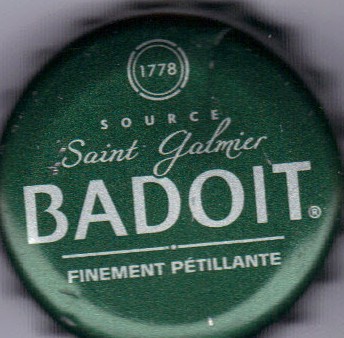 1778
SOURCE
Saint Galmier
BADOIT®
FINEMENT PÉTILLANTE